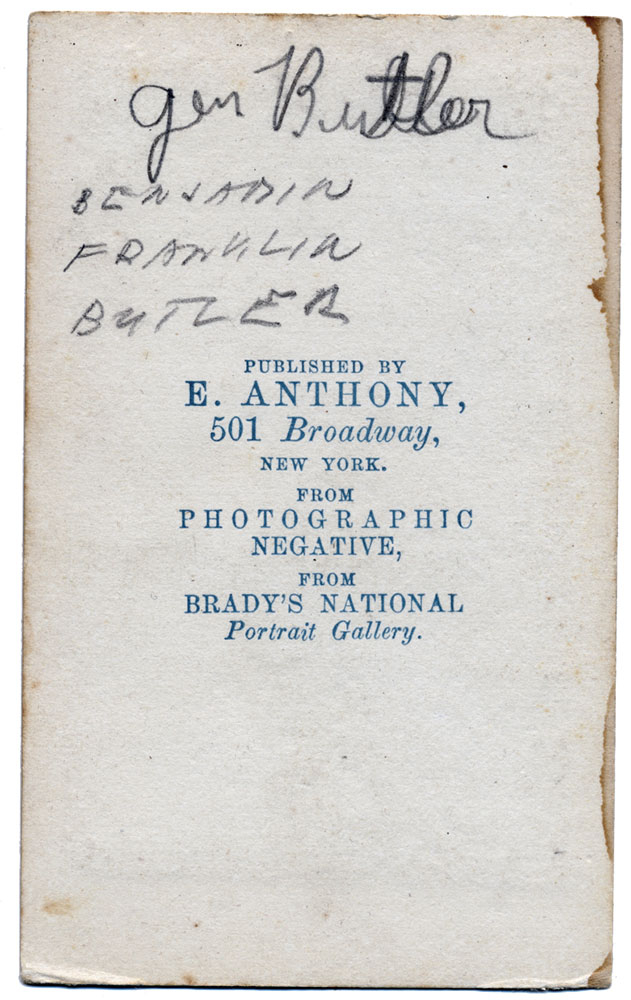 Gen Butler
BENJAMIN
FRANKLIN
BUTLER
PUBLISHED BY
E. ANTHONY,
501 Broadway,
NEW YORK.
FROM
PHOTOGRAPHIC
NEGATIVE,
FROM
BRADY'S NATIONAL
Portrait Gallery.